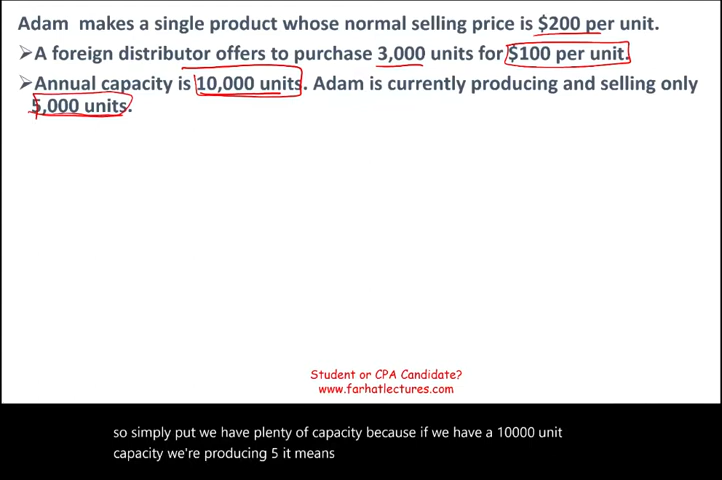 Adam makes a single product whose normal selling price is $200 per unit.
➢A foreign distributor offers to purchase 3,000 units for $100 per unit.
➢Annual capacity is 10,000 units. Adam is currently producing and selling only
5,000 units.
Student or CPA Candidate?
www.farhatlectures.com
so simply put we have plenty of capacity because if we have a 10000 unit
capacity we're producing 5 it means